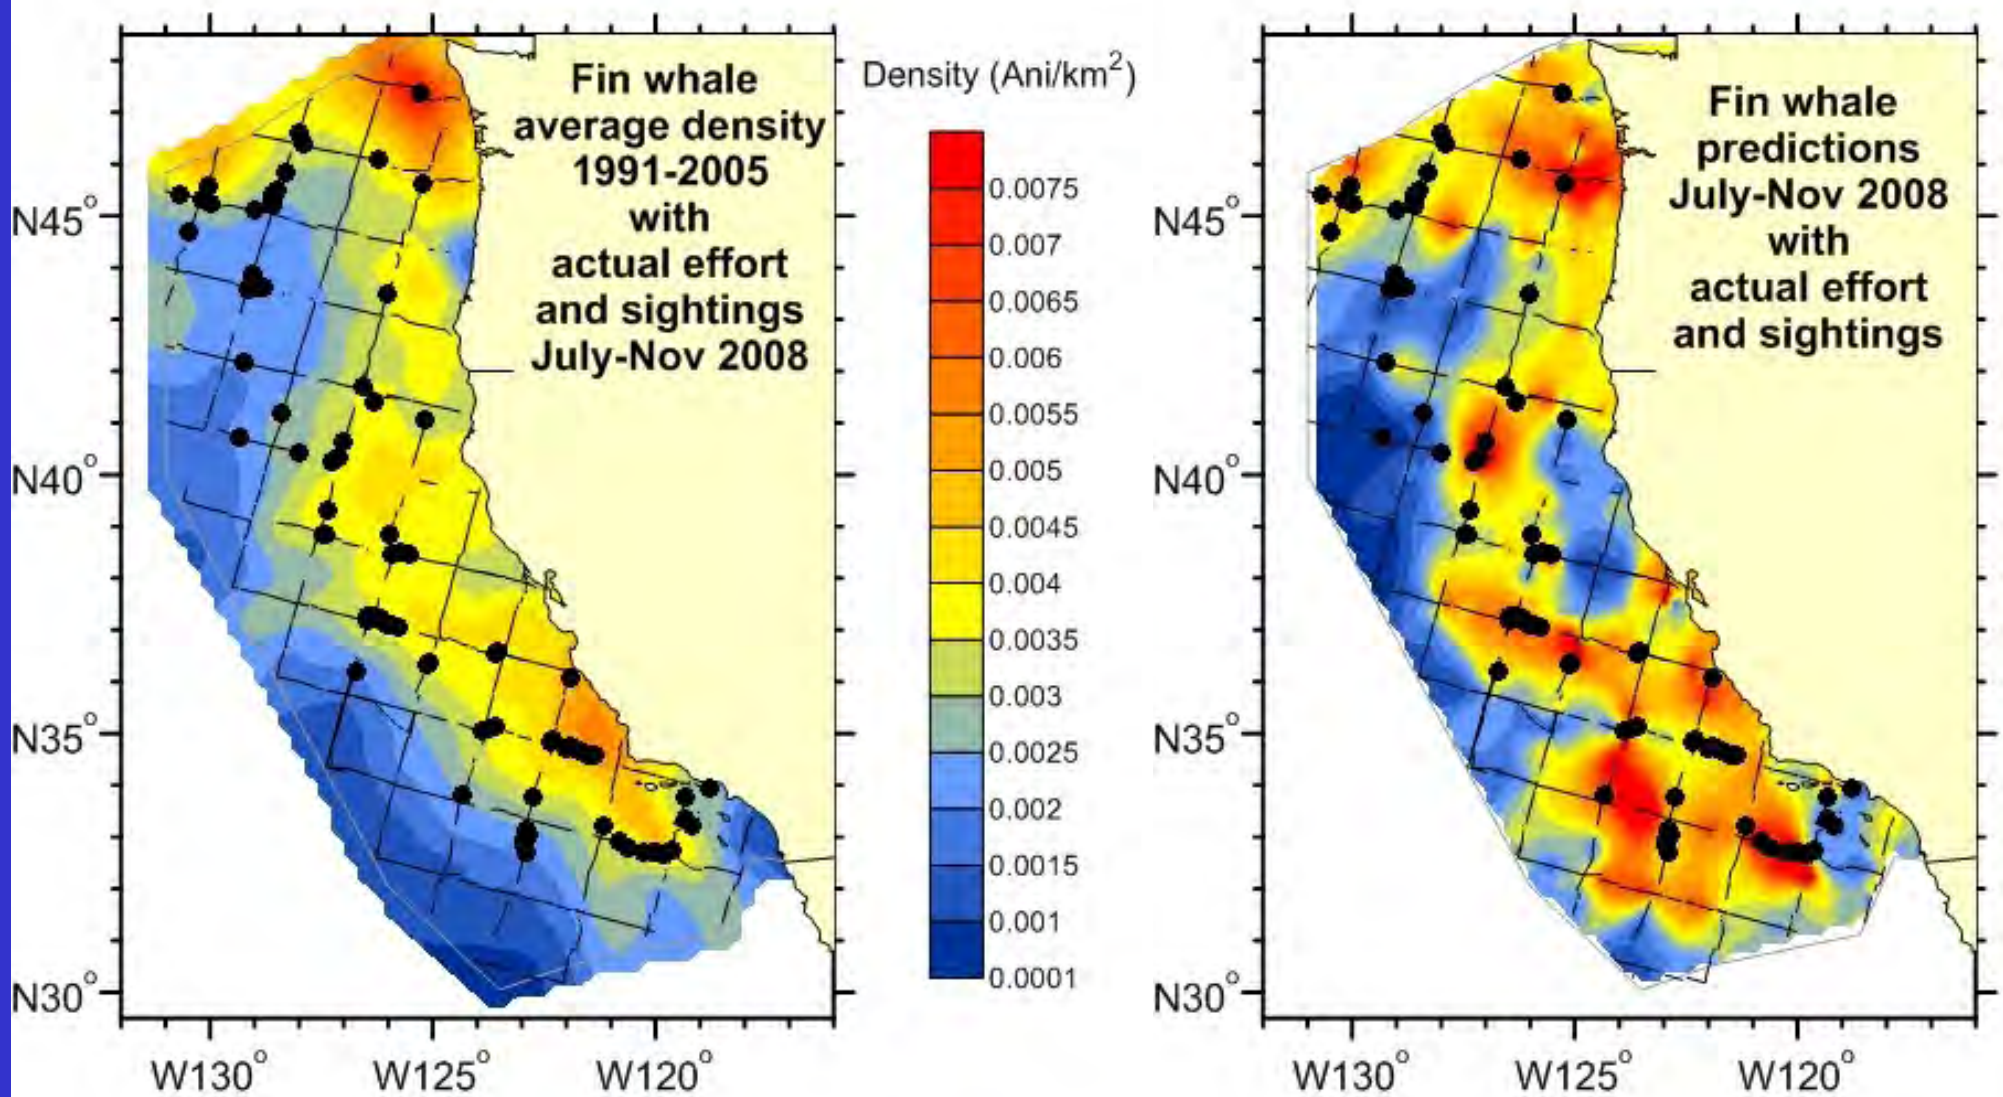 Fin whale
average density
1991-2005
with
actual effort
and sightings
July-Nov 2008
N45°
N40°
N35°
N30°
W130°
W125°
W120°
Density (Ani/km²)
0.0075
0.007
0.0065
0.006
0.0055
0.005
0.0045
0.004
0.0035
0.003
0.0025
0.002
0.0015
0.001
0.0001
Fin whale
predictions
July-Nov 2008
with
actual effort
and sightings
N45°
N40°
N35°
N30°
W130°
W125°
W120°